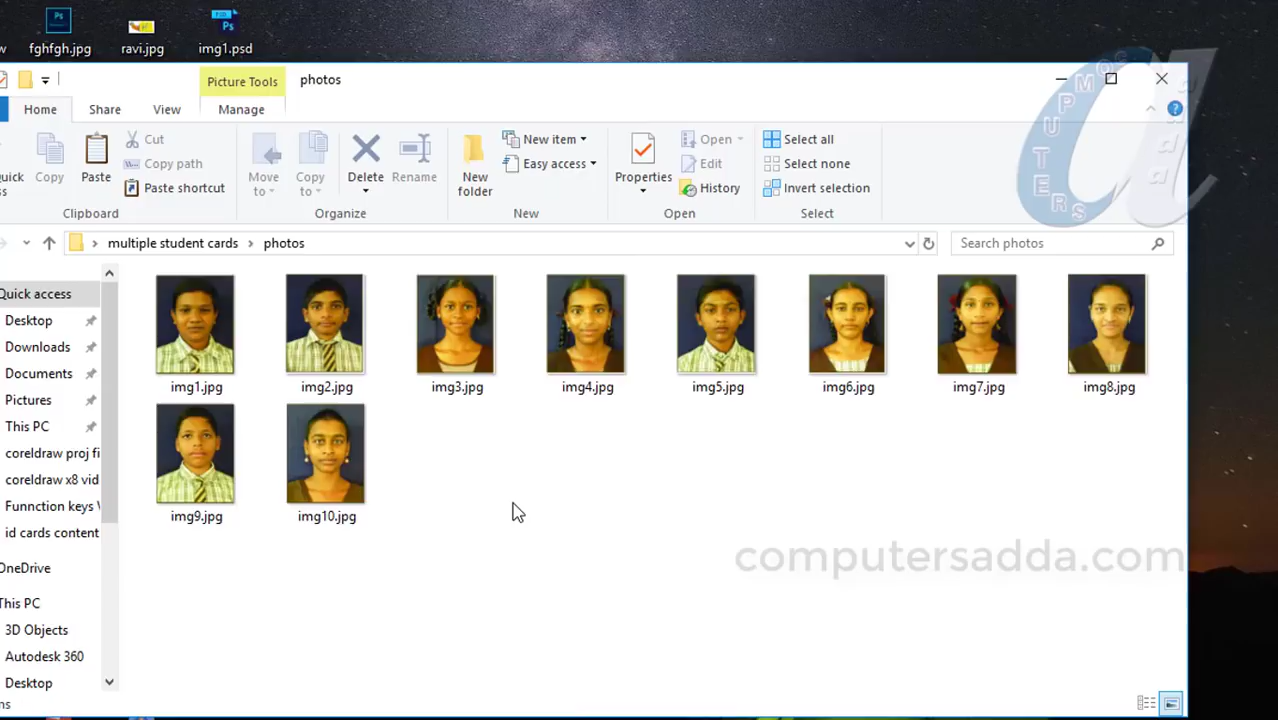 fghfgh.jpg ravi.jpg img1.psd
Picture Tools photos
Home Share View Manage
Copy Paste Cut Copy path Paste shortcut Move to Copy to Delete Rename New folder New item Easy access Properties Open Edit History Select all Select none Invert selection
Clipboard Organize New Open Select
multiple student cards photos Search photos
Quick access
Desktop
Downloads
Documents
Pictures
This PC
coreldraw proj fi
coreldraw x8 vid
Funnction keys
id cards content
OneDrive
This PC
3D Objects
Autodesk 360
Desktop
img1.jpg img2.jpg img3.jpg img4.jpg img5.jpg img6.jpg img7.jpg img8.jpg
img9.jpg img10.jpg
computersadda.com
COMPUTERS
adda